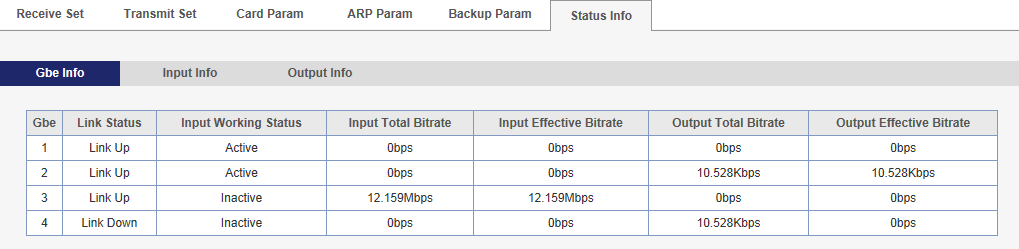 Receive Set Transmit Set Card Param ARP Param Backup Param Status Info
Gbe Info Input Info Output Info
Gbe Link Status Input Working Status Input Total Bitrate Input Effective Bitrate Output Total Bitrate Output Effective Bitrate
1 Link Up Active 0bps 0bps 0bps 0bps
2 Link Up Active 0bps 0bps 10.528Kbps 10.528Kbps
3 Link Up Inactive 12.159Mbps 12.159Mbps 0bps 0bps
4 Link Down Inactive 0bps 0bps 10.528Kbps 0bps